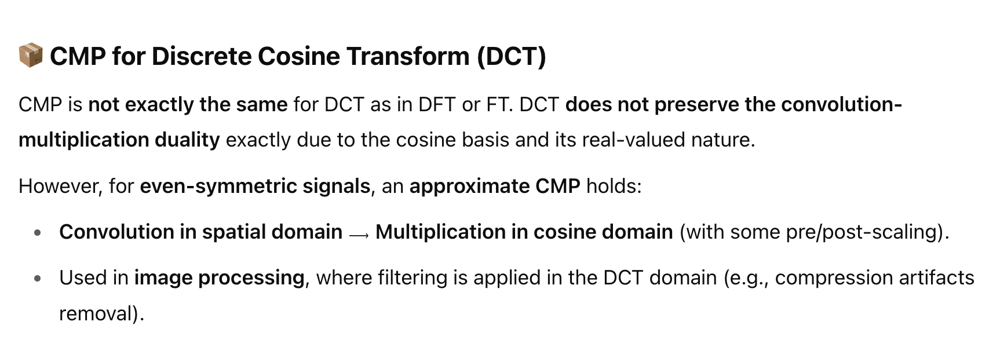 📦 CMP for Discrete Cosine Transform (DCT)
CMP is not exactly the same for DCT as in DFT or FT. DCT does not preserve the convolution-
multiplication duality exactly due to the cosine basis and its real-valued nature.
However, for even-symmetric signals, an approximate CMP holds:
• Convolution in spatial domain ⟶ Multiplication in cosine domain (with some pre/post-scaling).
• Used in image processing, where filtering is applied in the DCT domain (e.g., compression artifacts
removal).